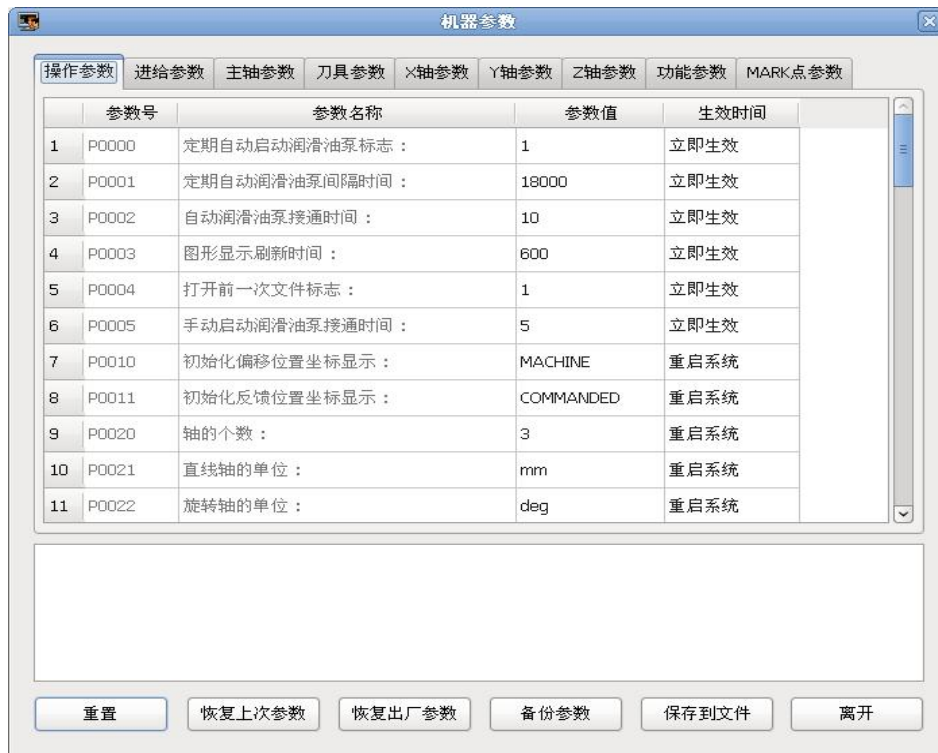 机器参数
操作参数 进给参数 主轴参数 刀具参数 X轴参数 Y轴参数 Z轴参数 功能参数 MARK点参数
参数号 参数名称 参数值 生效时间
1 P0000 定期自动启动润滑油泵标志： 1 立即生效
2 P0001 定期自动润滑油泵间隔时间： 18000 立即生效
3 P0002 自动润滑油泵接通时间： 10 立即生效
4 P0003 图形显示刷新时间： 600 立即生效
5 P0004 打开前一次文件标志： 1 立即生效
6 P0005 手动启动润滑油泵接通时间： 5 立即生效
7 P0010 初始化偏移位置坐标显示： MACHINE 重启系统
8 P0011 初始化反馈位置坐标显示： COMMANDED 重启系统
9 P0020 轴的个数： 3 重启系统
10 P0021 直线轴的单位： mm 重启系统
11 P0022 旋转轴的单位： deg 重启系统
重置 恢复上次参数 恢复出厂参数 备份参数 保存到文件 离开